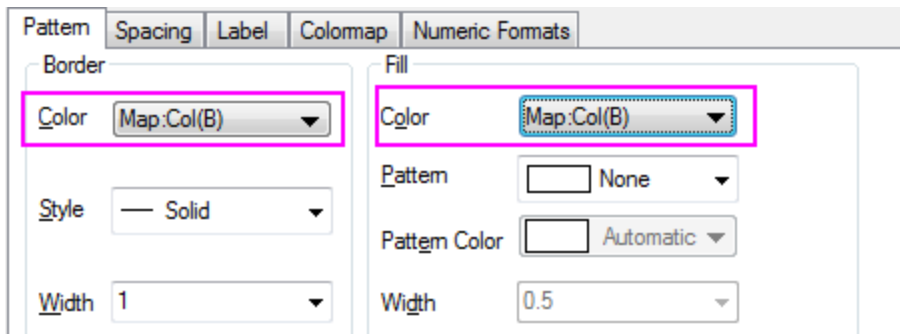 Pattern Spacing Label Colormap Numeric Formats
Border
Color Map:Col(B)
Style Solid
Width 1
Fill
Color Map:Col(B)
Pattern None
Pattern Color Automatic
Width 0.5